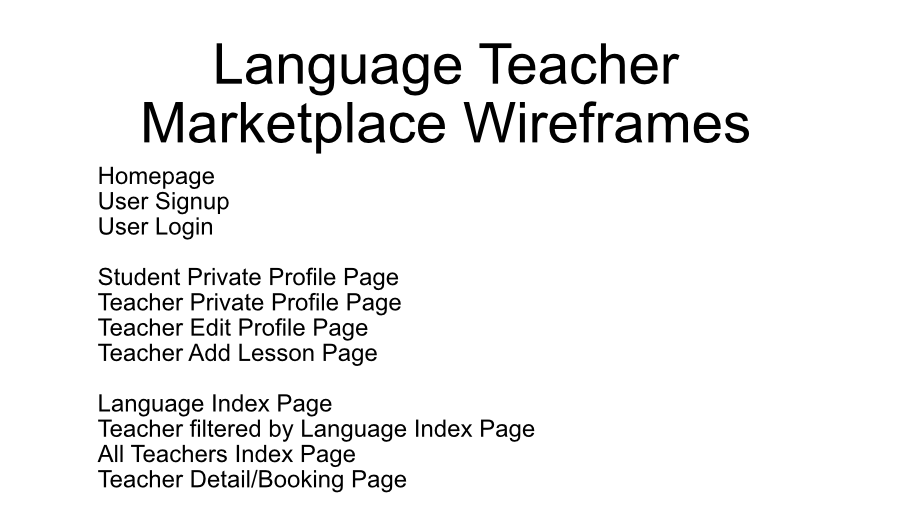 Language Teacher
Marketplace Wireframes
Homepage
User Signup
User Login
Student Private Profile Page
Teacher Private Profile Page
Teacher Edit Profile Page
Teacher Add Lesson Page
Language Index Page
Teacher filtered by Language Index Page
All Teachers Index Page
Teacher Detail/Booking Page